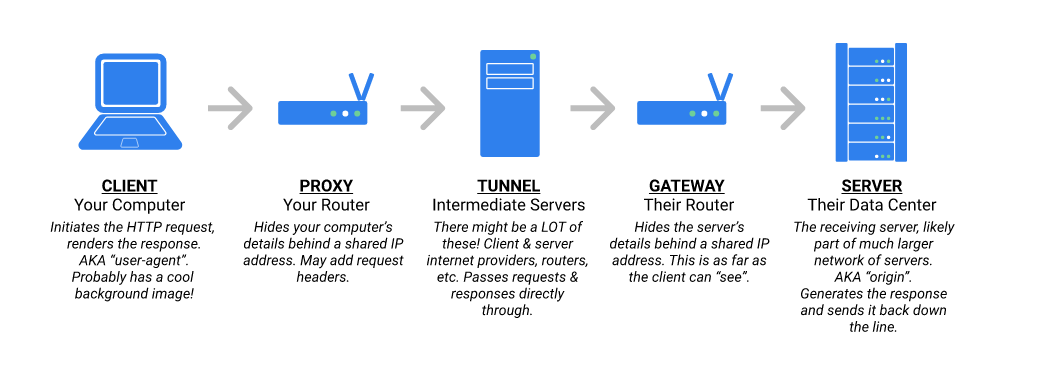 CLIENT
Your Computer
Initiates the HTTP request,
renders the response.
AKA “user-agent”.
Probably has a cool
background image!
PROXY
Your Router
Hides your computer’s
details behind a shared IP
address. May add request
headers.
TUNNEL
Intermediate Servers
There might be a LOT of
these! Client & server
internet providers, routers,
etc. Passes requests &
responses directly
through.
GATEWAY
Their Router
Hides the server’s
details behind a shared IP
address. This is as far as
the client can “see”.
SERVER
Their Data Center
The receiving server, likely
part of much larger
network of servers.
AKA “origin”.
Generates the response
and sends it back down
the line.